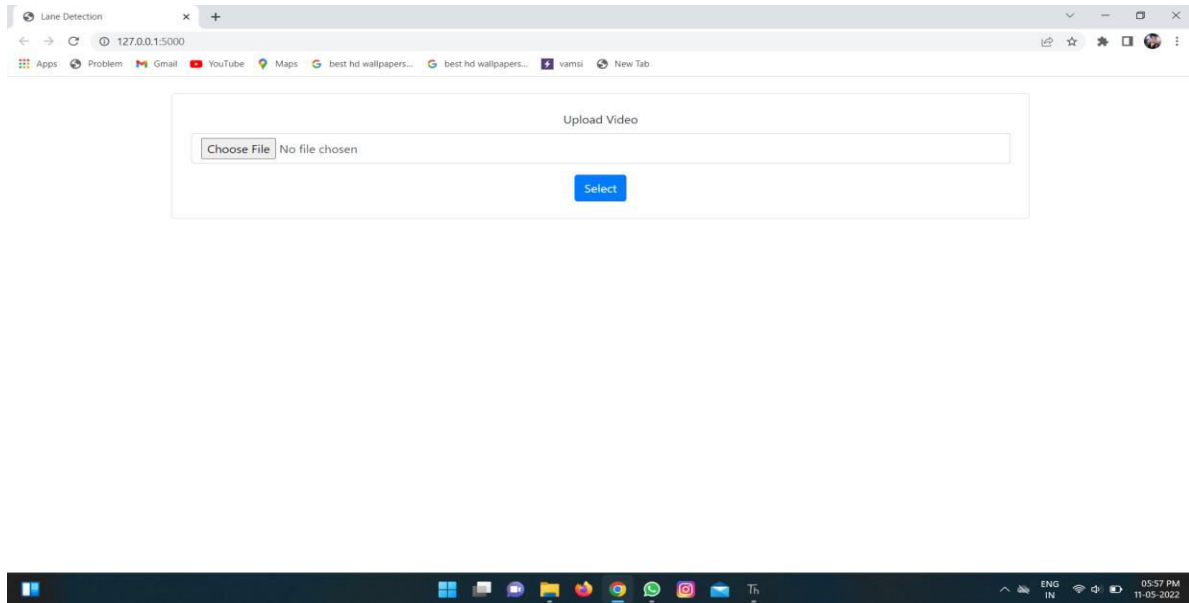 Lane Detection
127.0.0.1:5000
Apps Problem Gmail YouTube Maps best hd wallpapers... best hd wallpapers... vamsi New Tab
Upload Video
Choose File No file chosen
Select
Th
ENG
IN
05:57 PM
11-05-2022